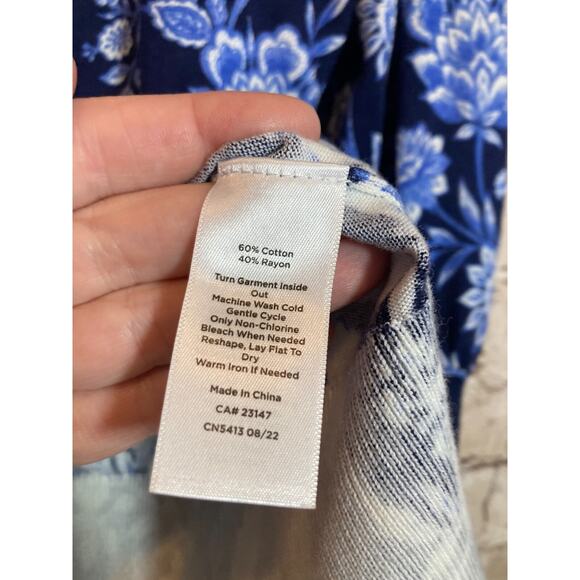 60% Cotton
40% Rayon
Turn Garment Inside
Out
Machine Wash Cold
Gentle Cycle
Only Non-Chlorine
Bleach When Needed
Reshape, Lay Flat To
Dry
Warm Iron If Needed
Made in China
CA# 23147
CN5413 08/22